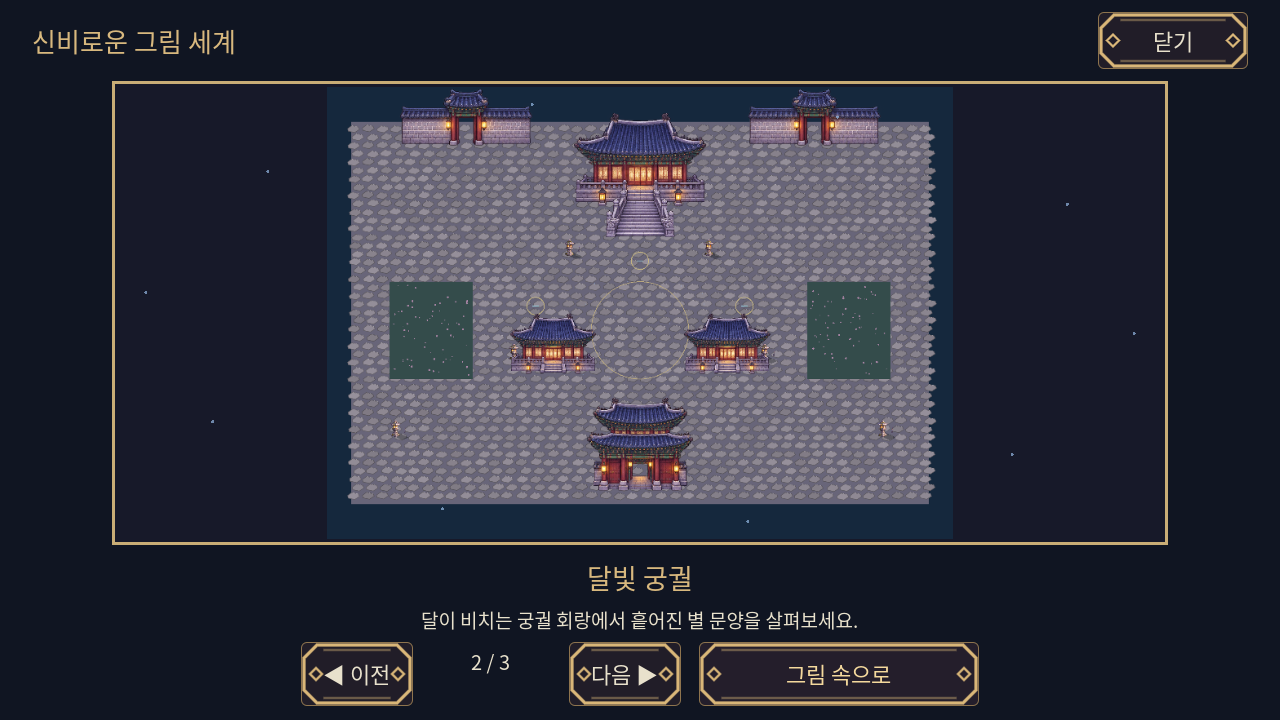 신비로운 그림 세계
닫기
달빛 궁궐
달이 비치는 궁궐 회랑에서 흩어진 별 문양을 살펴보세요.
◀ 이전
2 / 3
다음 ▶
그림 속으로